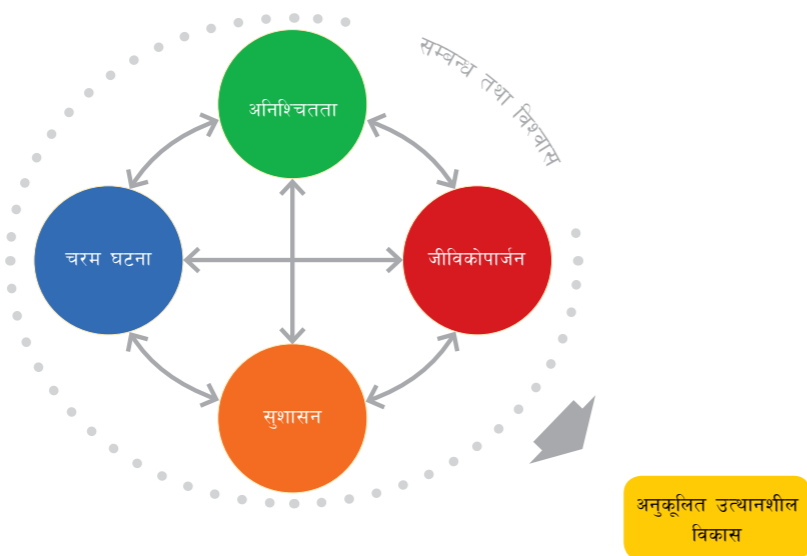 सम्बन्ध तथा विश्वास
अनिश्चितता
चरम घटना
जीविकोपार्जन
सुशासन
अनुकूलित उत्थानशील
विकास